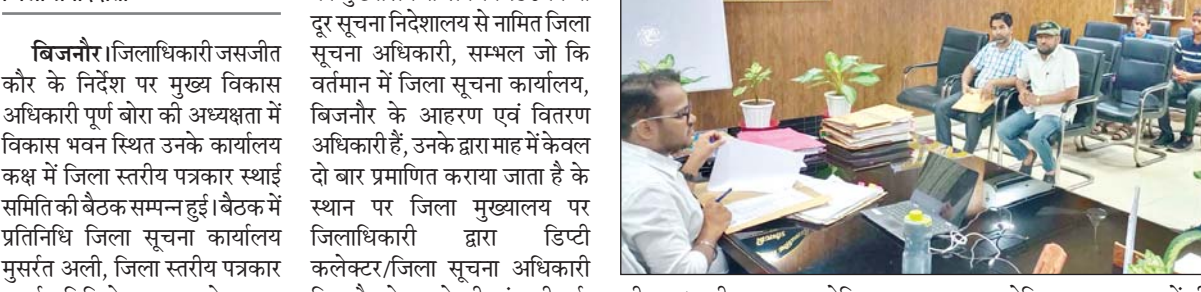 बिजनौर।जिलाधिकारी जसजीत
कौर के निर्देश पर मुख्य विकास
अधिकारी पूर्ण बोरा की अध्यक्षता में
विकास भवन स्थित उनके कार्यालय
कक्ष में जिला स्तरीय पत्रकार स्थाई
समिति की बैठक सम्पन्न हुई।बैठक में
प्रतिनिधि जिला सूचना कार्यालय
मुसर्रत अली, जिला स्तरीय पत्रकार
दूर सूचना निदेशालय से नामित जिला
सूचना अधिकारी, सम्भल जो कि
वर्तमान में जिला सूचना कार्यालय,
बिजनौर के आहरण एवं वितरण
अधिकारी हैं, उनके द्वारा माह में केवल
दो बार प्रमाणित कराया जाता है के
स्थान पर जिला मुख्यालय पर
जिलाधिकारी द्वारा डिप्टी
कलेक्टर/जिला सूचना अधिकारी